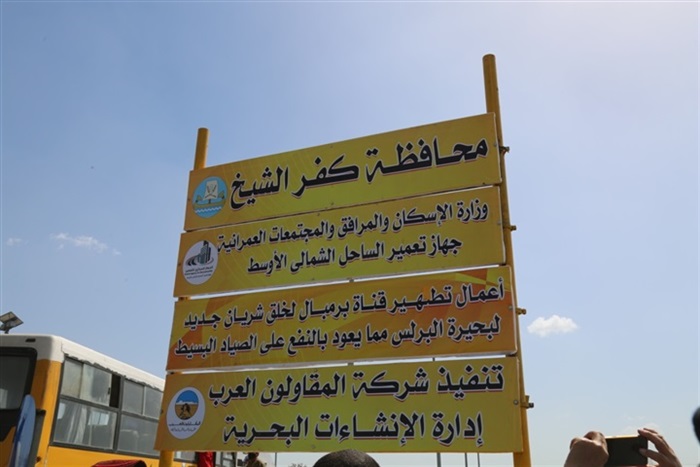 محافظة كفر الشيخ
وزارة الإسكان والمرافق والمجتمعات العمرانية
جهاز تعمير الساحل الشمالى الأوسط
أعمال تطهير قناة برمبال لخلق شريان جديد
لبحيرة البرلس مما يعود بالنفع على الصياد البسيط
تنفيذ شركة المقاولون العرب
إدارة الإنشاءات البحرية